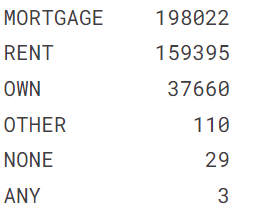 MORTGAGE 198022
RENT 159395
OWN 37660
OTHER 110
NONE 29
ANY 3